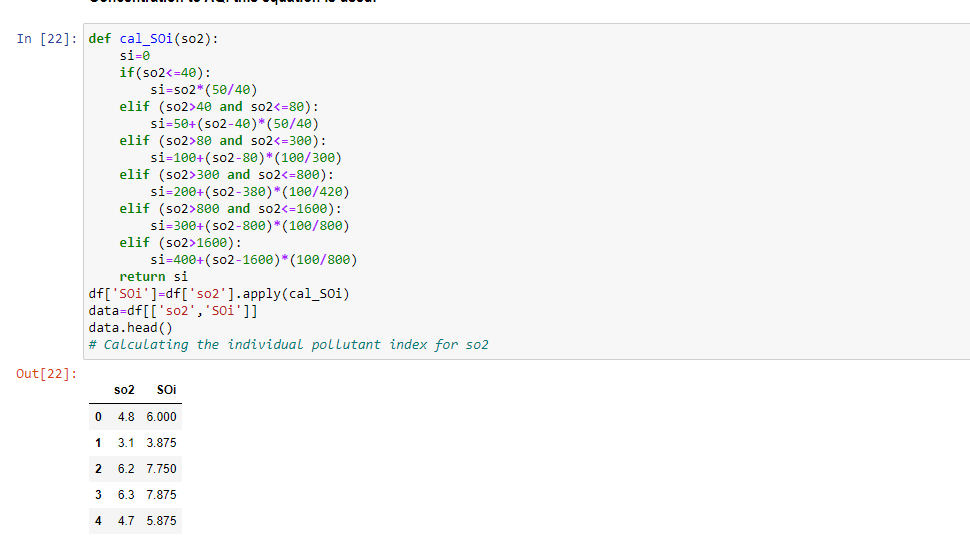 Concentration to AQI this equation is used.
In [22]: def cal_SOi(so2):
    si=0
    if(so2<=40):
        si=so2*(50/40)
    elif (so2>40 and so2<=80):
        si=50+(so2-40)*(50/40)
    elif (so2>80 and so2<=300):
        si=100+(so2-80)*(100/300)
    elif (so2>300 and so2<=800):
        si=200+(so2-380)*(100/420)
    elif (so2>800 and so2<=1600):
        si=300+(so2-800)*(100/800)
    elif (so2>1600):
        si=400+(so2-1600)*(100/800)
    return si
df['SOi']=df['so2'].apply(cal_SOi)
data=df[['so2','SOi']]
data.head()
# Calculating the individual pollutant index for so2
Out[22]:
so2 SOi
0 4.8 6.000
1 3.1 3.875
2 6.2 7.750
3 6.3 7.875
4 4.7 5.875